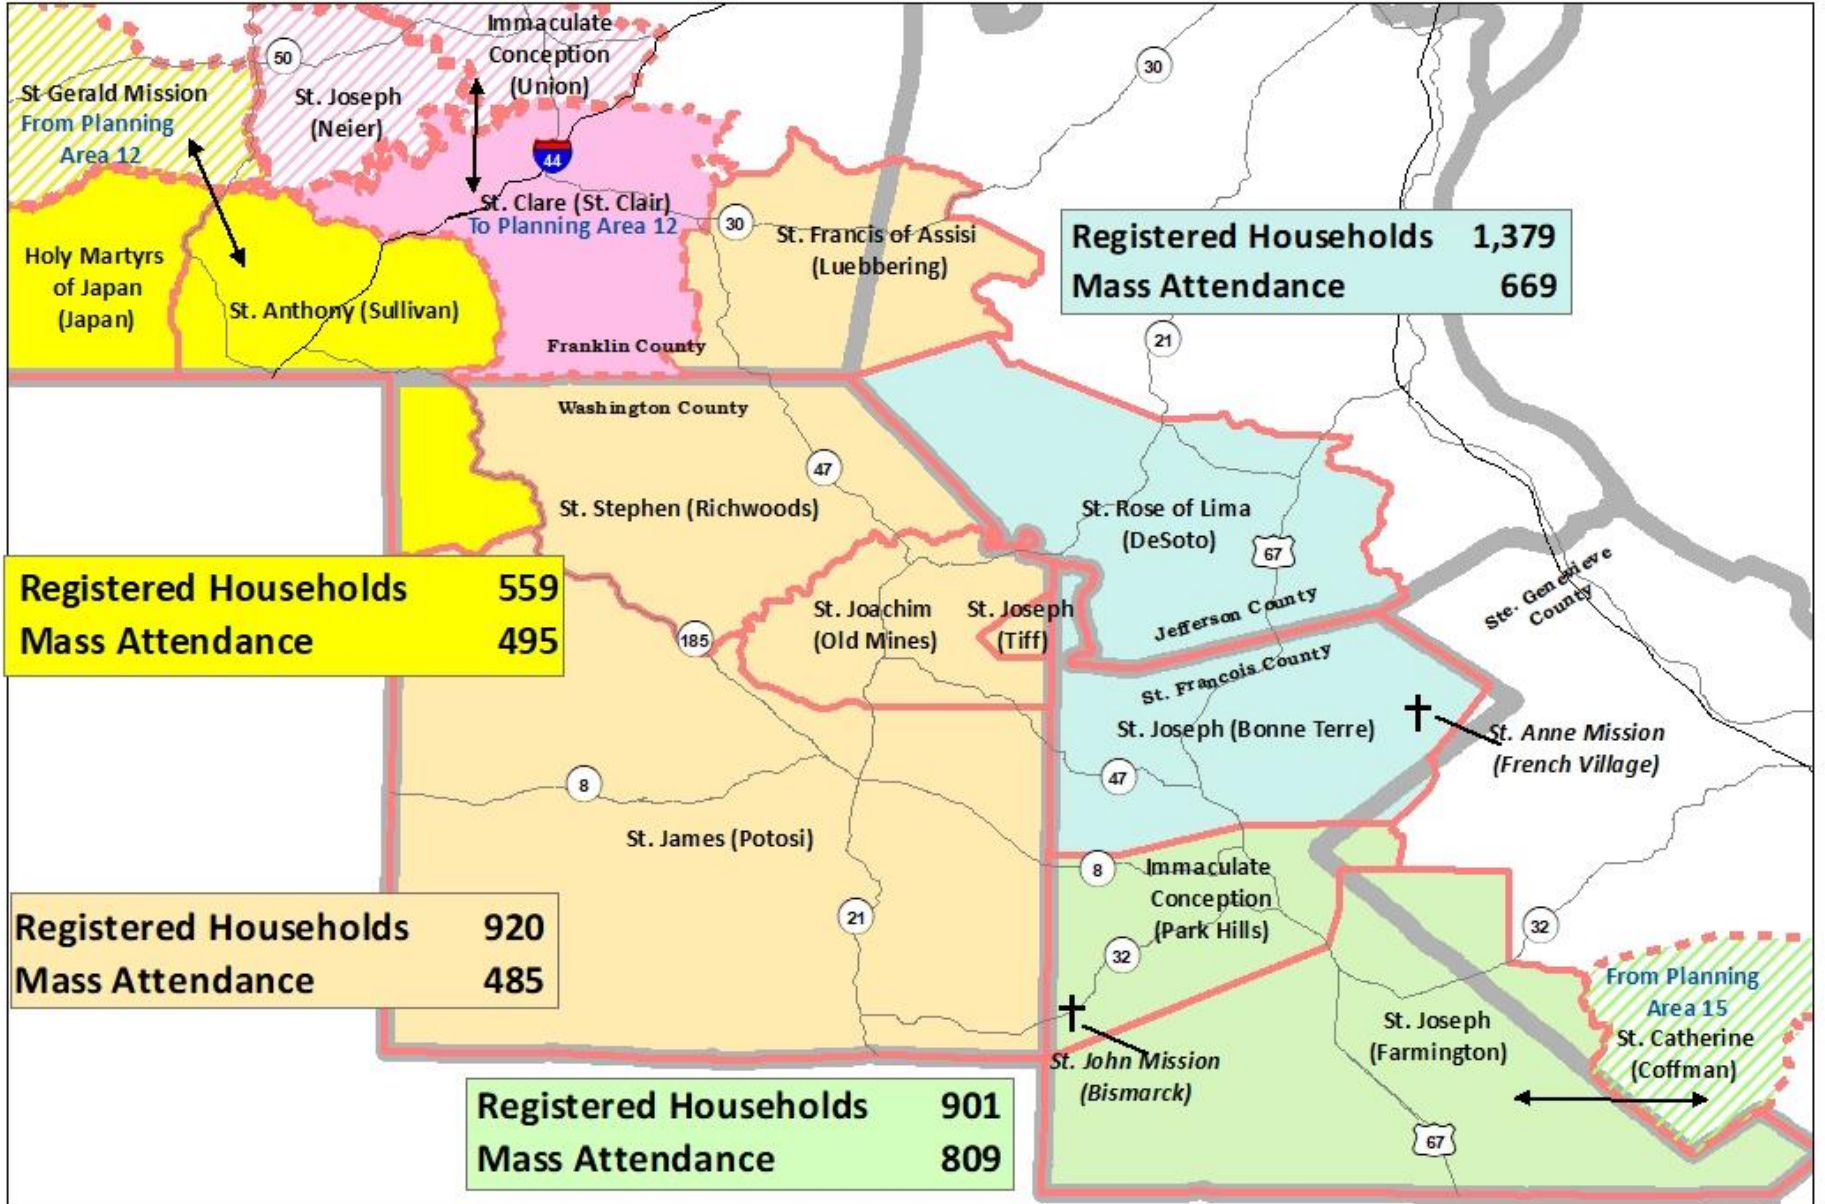 Immaculate
Conception
(Union)
50
30
St Gerald Mission
From Planning
Area 12
St. Joseph
(Neier)
44
St. Clare (St. Clair)
To Planning Area 12
30
St. Francis of Assisi
(Luebbering)
Registered Households 1,379
Mass Attendance 669
Holy Martyrs
of Japan
(Japan)
St. Anthony (Sullivan)
21
Franklin County
Washington County
47
St. Stephen (Richwoods)
St. Rose of Lima
(DeSoto)
67
Ste. Genevieve
County
Registered Households 559
Mass Attendance 495
St. Joachim
(Old Mines)
St. Joseph
(Tiff)
185
Jefferson County
St. Francois County
St. Joseph (Bonne Terre)
St. Anne Mission
(French Village)
47
8
St. James (Potosi)
8
Immaculate
Conception
(Park Hills)
21
32
32
Registered Households 920
Mass Attendance 485
From Planning
Area 15
St. Catherine
(Coffman)
St. Joseph
(Farmington)
St. John Mission
(Bismarck)
Registered Households 901
Mass Attendance 809
67